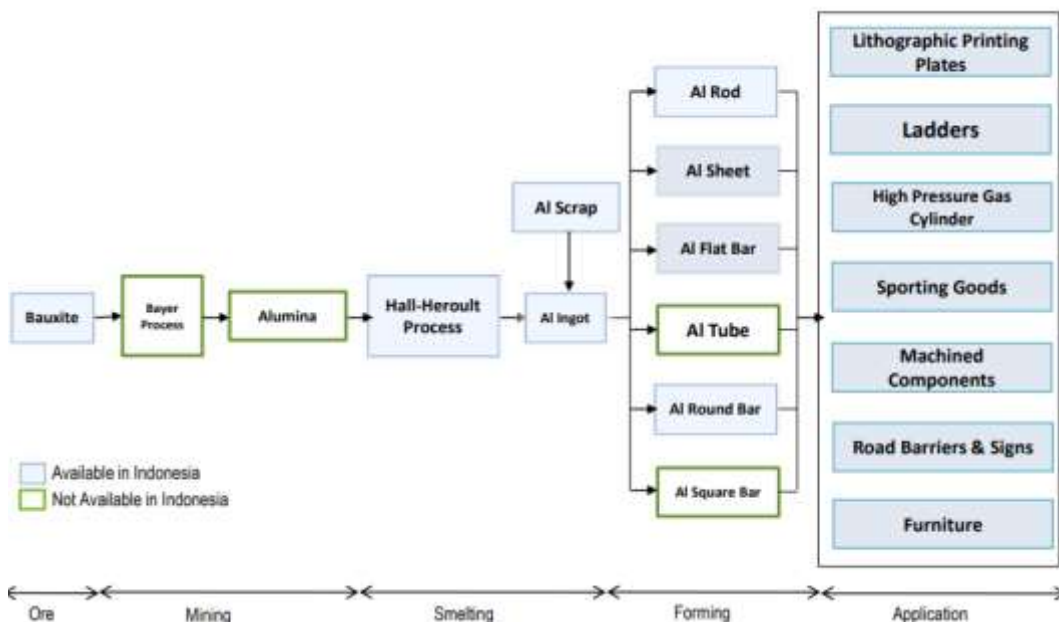 Lithographic Printing
Plates
Al Rod
Ladders
Al Sheet
Al Scrap
High Pressure Gas
Cylinder
Al Flat Bar
Sporting Goods
Bauxite
Bayer
Process
Alumina
Hall-Heroult
Process
Al Ingot
Al Tube
Machined
Components
Al Round Bar
Road Barriers & Signs
Available in Indonesia
Not Available in Indonesia
Al Square Bar
Furniture
Ore
Mining
Smelting
Forming
Application